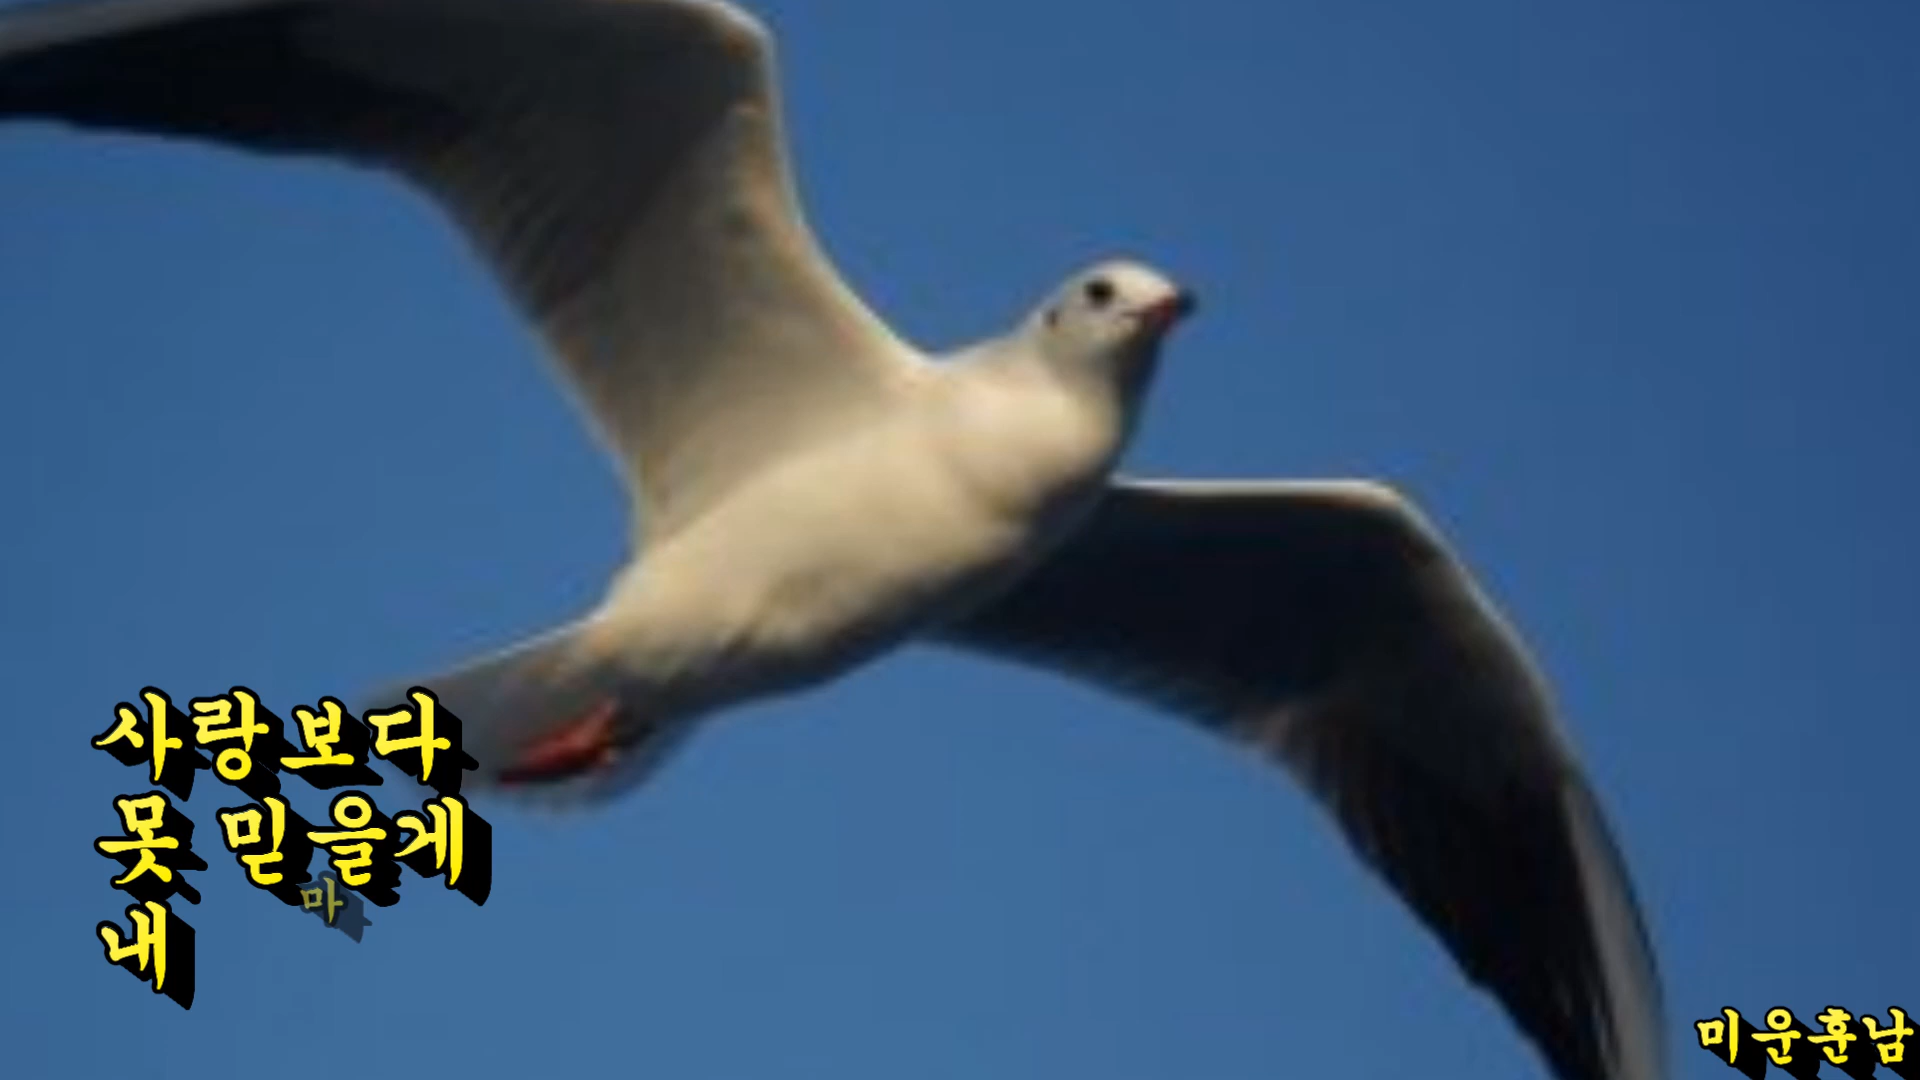 사랑보다
못 믿을게
내 마
미운훈남